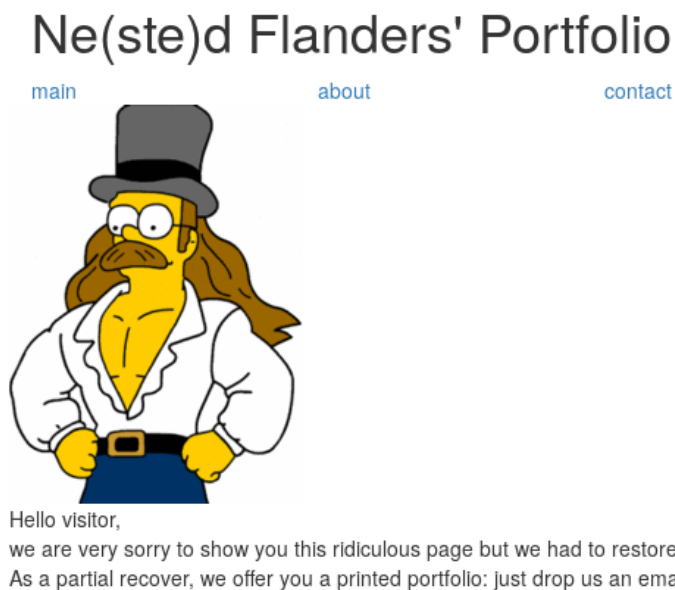 Ne(ste)d Flanders' Portfolio
main about contact
Hello visitor,
we are very sorry to show you this ridiculous page but we had to restore
As a partial recover, we offer you a printed portfolio: just drop us an